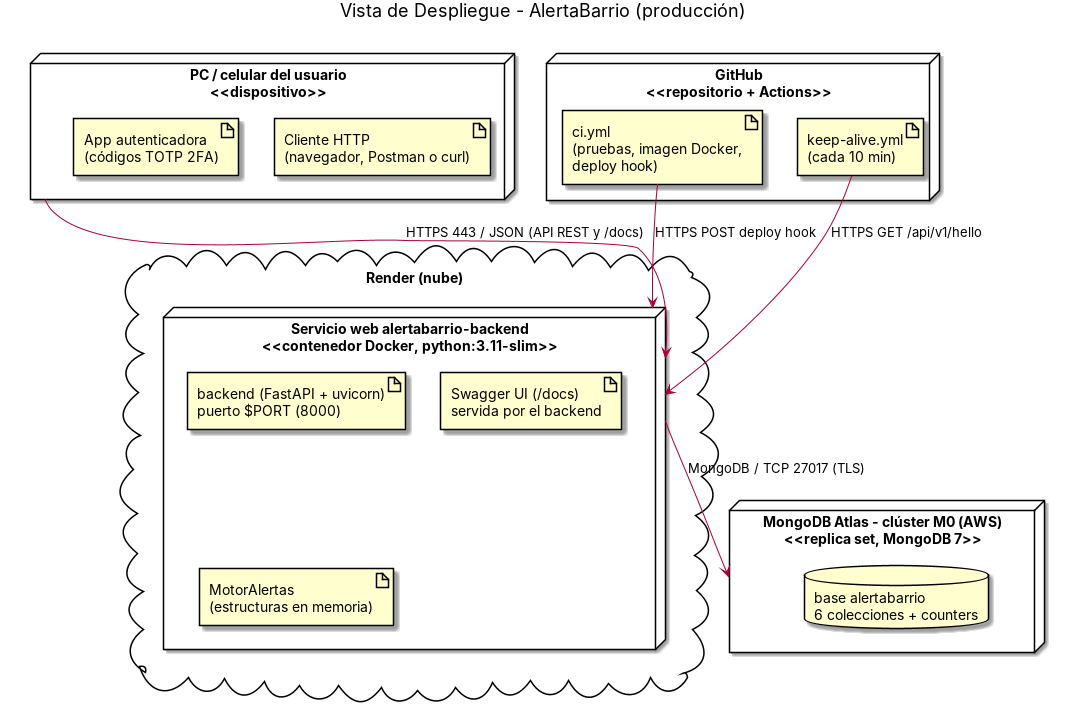 Vista de Despliegue - AlertaBarrio (producción)
PC / celular del usuario
<<dispositivo>>
App autenticadora
(códigos TOTP 2FA)
Cliente HTTP
(navegador, Postman o curl)
GitHub
<<repositorio + Actions>>
ci.yml
(pruebas, imagen Docker,
deploy hook)
keep-alive.yml
(cada 10 min)
HTTPS 443 / JSON (API REST y /docs)
HTTPS POST deploy hook
HTTPS GET /api/v1/hello
Render (nube)
Servicio web alertabarrio-backend
<<contenedor Docker, python:3.11-slim>>
backend (FastAPI + uvicorn)
puerto $PORT (8000)
Swagger UI (/docs)
servida por el backend
MongoDB / TCP 27017 (TLS)
MotorAlertas
(estructuras en memoria)
MongoDB Atlas - clúster M0 (AWS)
<<replica set, MongoDB 7>>
base alertabarrio
6 colecciones + counters